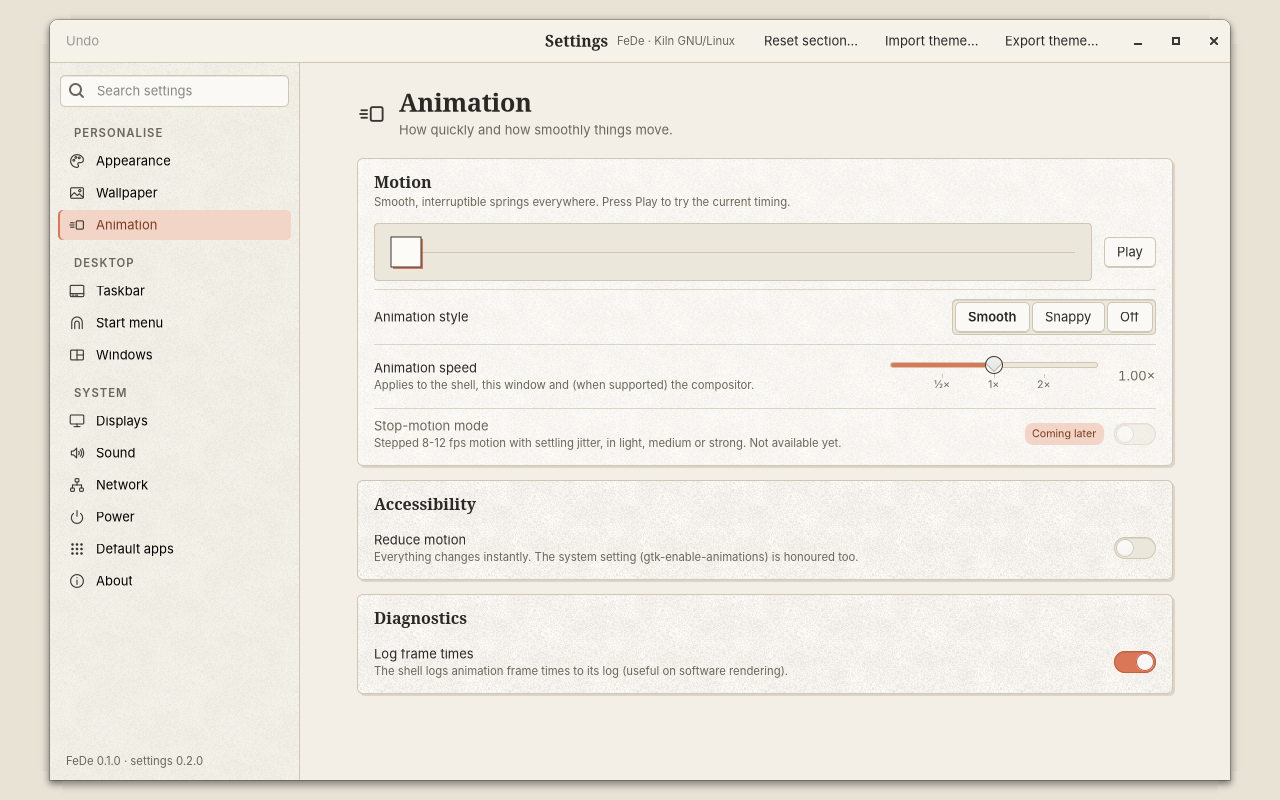 Undo
Settings FeDe · Kiln GNU/Linux
Reset section...
Import theme...
Export theme...
Search settings
PERSONALISE
Appearance
Wallpaper
Animation
DESKTOP
Taskbar
Start menu
Windows
SYSTEM
Displays
Sound
Network
Power
Default apps
About
FeDe 0.1.0 · settings 0.2.0
Animation
How quickly and how smoothly things move.
Motion
Smooth, interruptible springs everywhere. Press Play to try the current timing.
Play
Animation style
Smooth
Snappy
Off
Animation speed
Applies to the shell, this window and (when supported) the compositor.
½× 1× 2×
1.00×
Stop-motion mode
Stepped 8-12 fps motion with settling jitter, in light, medium or strong. Not available yet.
Coming later
Accessibility
Reduce motion
Everything changes instantly. The system setting (gtk-enable-animations) is honoured too.
Diagnostics
Log frame times
The shell logs animation frame times to its log (useful on software rendering).